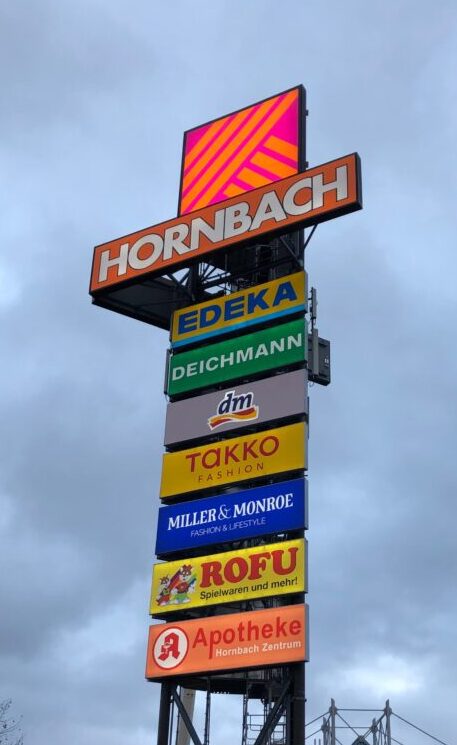 HORNBACH
EDEKA
DEICHMANN
dm
TAKKO
FASHION
MILLER & MONROE
FASHION & LIFESTYLE
ROFU
Spielwaren und mehr!
Apotheke
Hornbach Zentrum